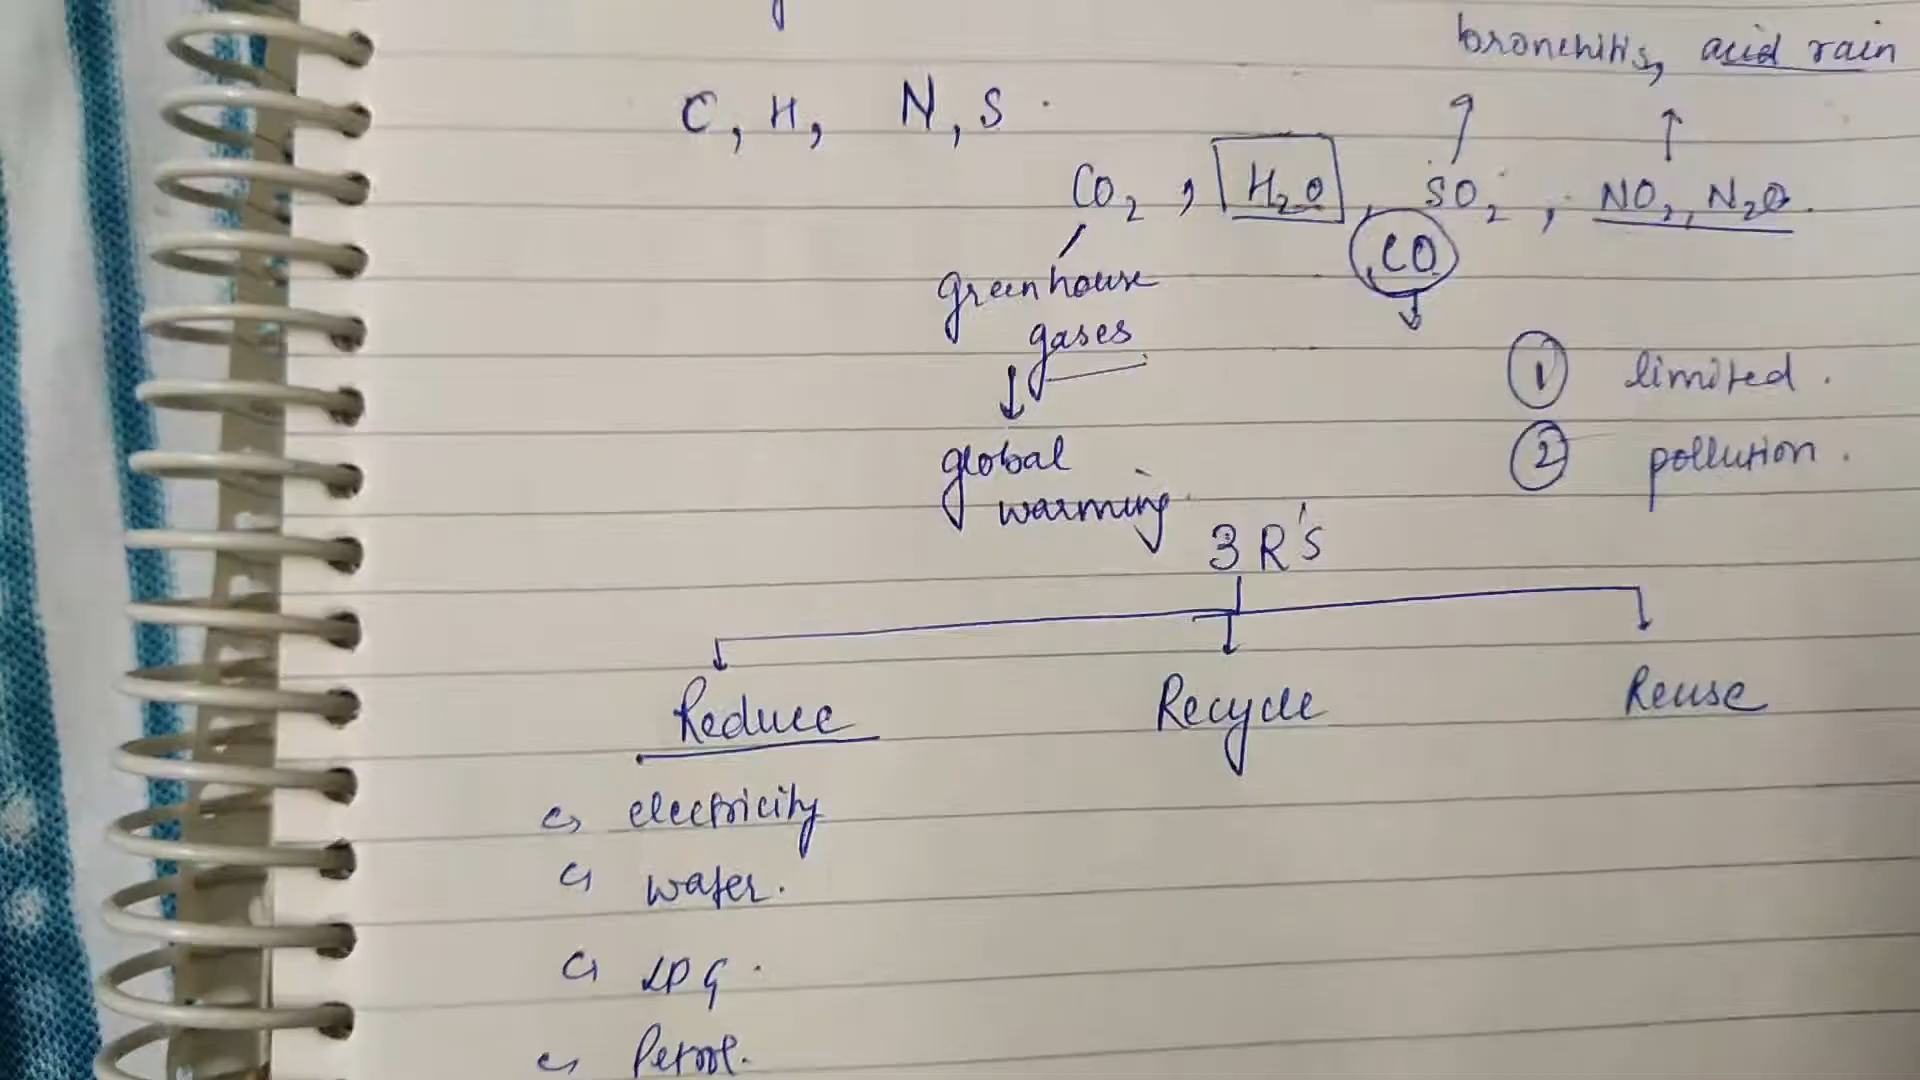 bronchitis, acid rain
C, H, N, S.
CO2, H2O, SO2, NO2, N2O.
CO
greenhouse
gases
1 limited.
global
2 pollution.
warming.
3 R's
Reduce Recycle Reuse
electricity
water.
LPG.
Petrol.